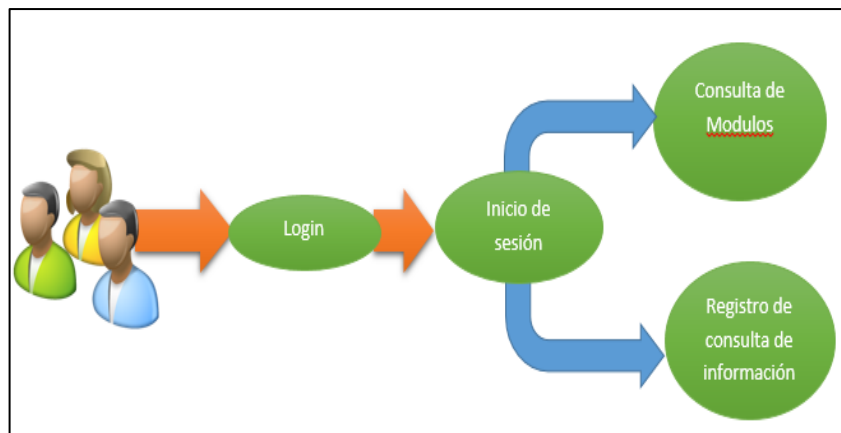 Login
Inicio de
sesión
Consulta de
Modulos
Registro de
consulta de
información